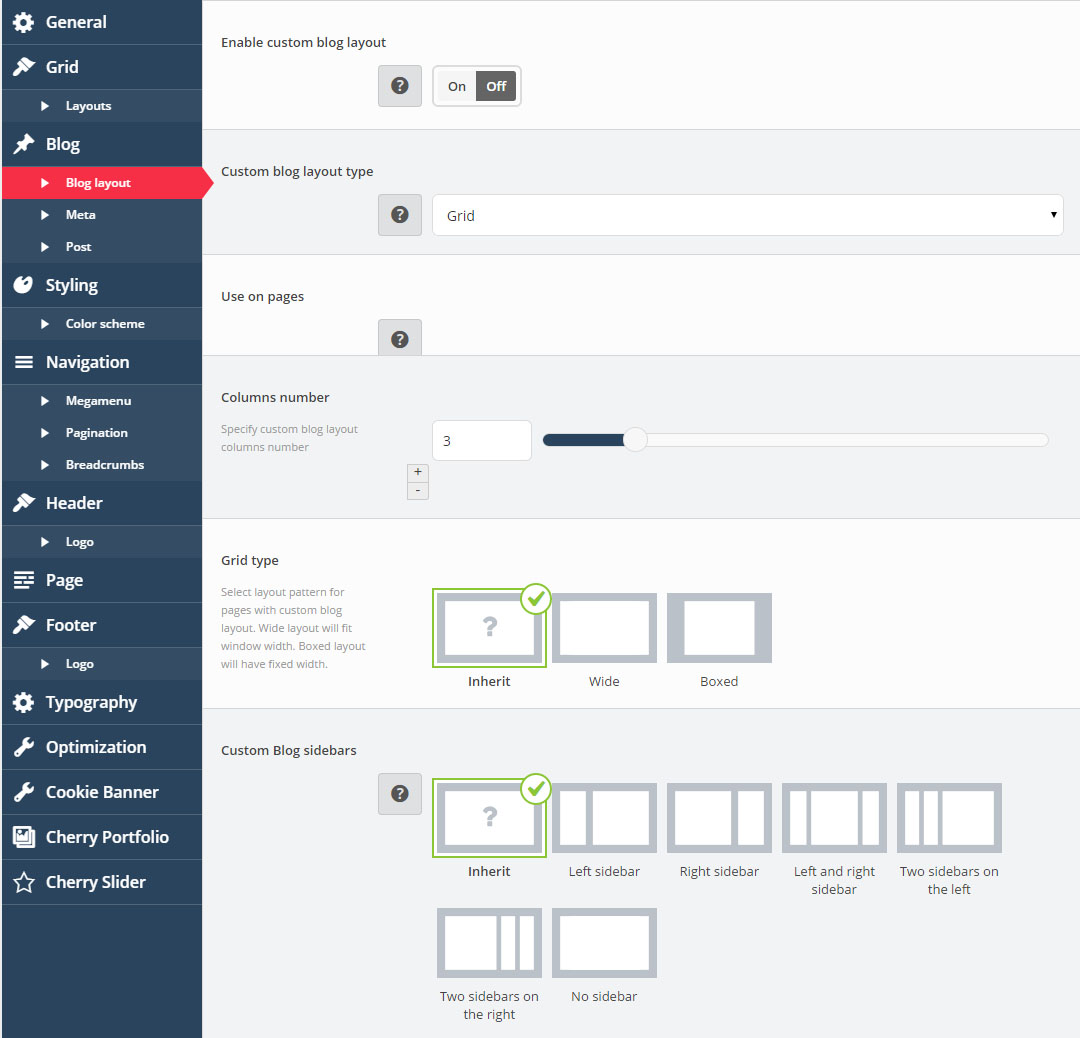 General
Grid
Layouts
Blog
Blog layout
Meta
Post
Styling
Color scheme
Navigation
Megamenu
Pagination
Breadcrumbs
Header
Logo
Page
Footer
Logo
Typography
Optimization
Cookie Banner
Cherry Portfolio
Cherry Slider
Enable custom blog layout
? On Off
Custom blog layout type
? Grid
Use on pages
?
Columns number
Specify custom blog layout
columns number
3
+
-
Grid type
Select layout pattern for
pages with custom blog
layout. Wide layout will fit
window width. Boxed layout
will have fixed width.
?
Inherit Wide Boxed
Custom Blog sidebars
? ?
Inherit Left sidebar Right sidebar Left and right Two sidebars on
sidebar the left
Two sidebars on No sidebar
the right